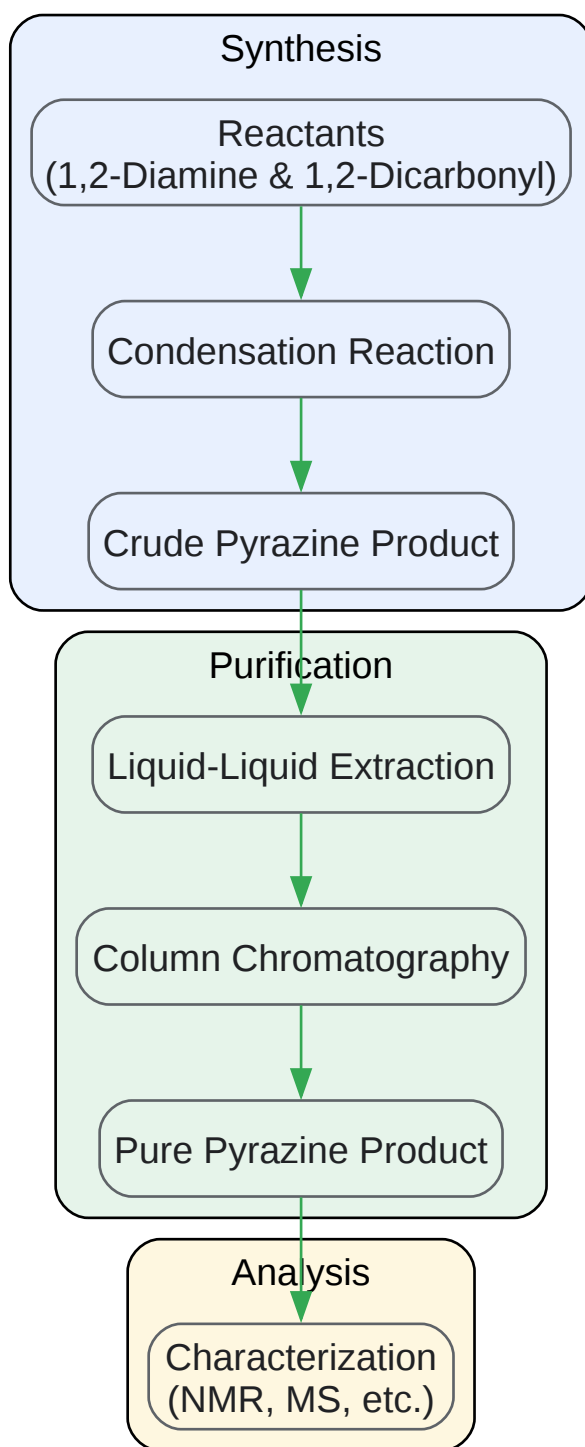 Synthesis
Reactants
(1,2-Diamine & 1,2-Dicarbonyl)
Condensation Reaction
Crude Pyrazine Product
Purification
Liquid-Liquid Extraction
Column Chromatography
Pure Pyrazine Product
Analysis
Characterization
(NMR, MS, etc.)